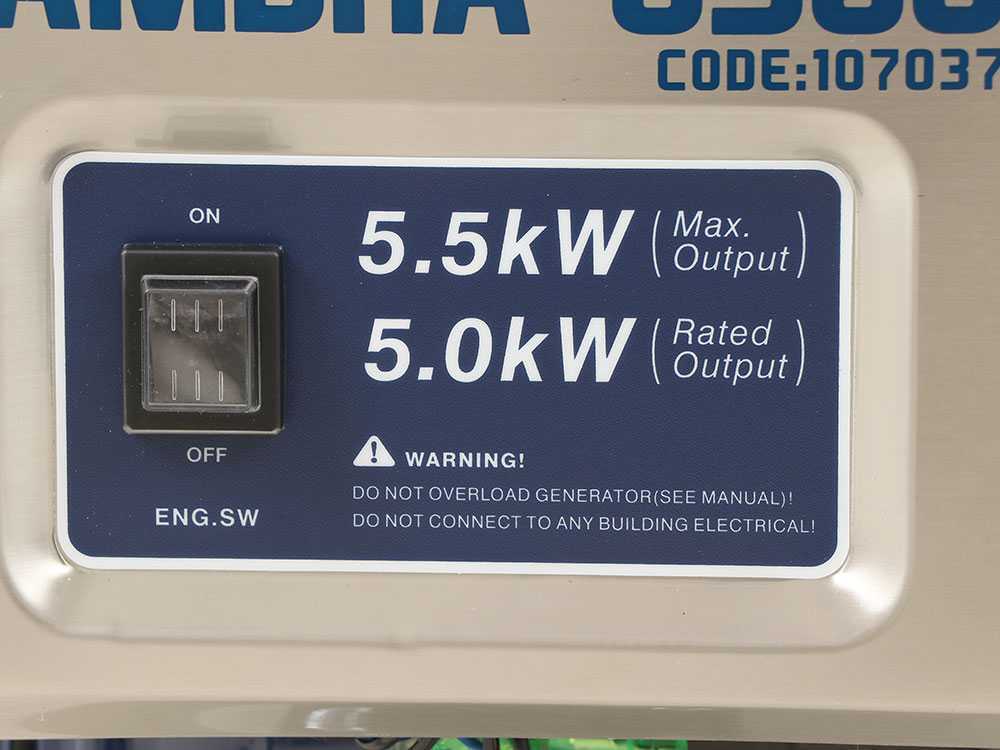 CODE:107037
ON
5.5kW (Max. Output)
5.0kW (Rated Output)
OFF
ENG.SW
WARNING!
DO NOT OVERLOAD GENERATOR(SEE MANUAL)!
DO NOT CONNECT TO ANY BUILDING ELECTRICAL!